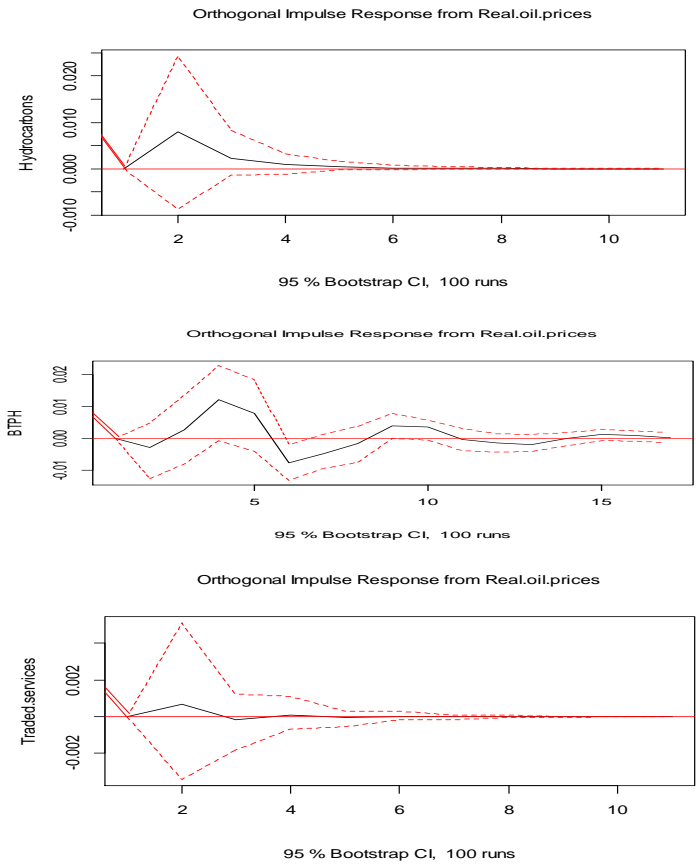 Orthogonal Impulse Response from Real.oil.prices
Hydrocarbons
0.020
0.010
0.000
-0.010
2 4 6 8 10
95 % Bootstrap CI, 100 runs
Orthogonal Impulse Response from Real.oil.prices
BTPH
0.02
0.01
0.00
-0.01
5 10 15
95 % Bootstrap CI, 100 runs
Orthogonal Impulse Response from Real.oil.prices
Traded.services
0.002
-0.002
2 4 6 8 10
95 % Bootstrap CI, 100 runs